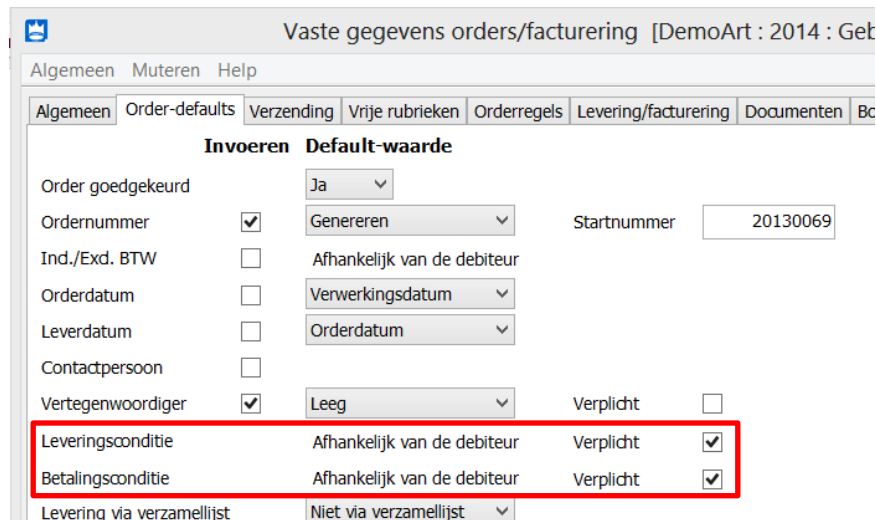 Vaste gegevens orders/facturering [DemoArt : 2014 : Geb
Algemeen Muteren Help
Algemeen Order-defaults Verzending Vrije rubrieken Orderregels Levering/facturering Documenten Bo
Invoeren Default-waarde
Order goedgekeurd Ja
Ordernummer Genereren Startnummer 20130069
Ind./Exd. BTW Afhankelijk van de debiteur
Orderdatum Verwerkingsdatum
Leverdatum Orderdatum
Contactpersoon
Vertegenwoordiger Leeg Verplicht
Leveringsconditie Afhankelijk van de debiteur Verplicht
Betalingsconditie Afhankelijk van de debiteur Verplicht
Levering via verzamellijst Niet via verzamellijst